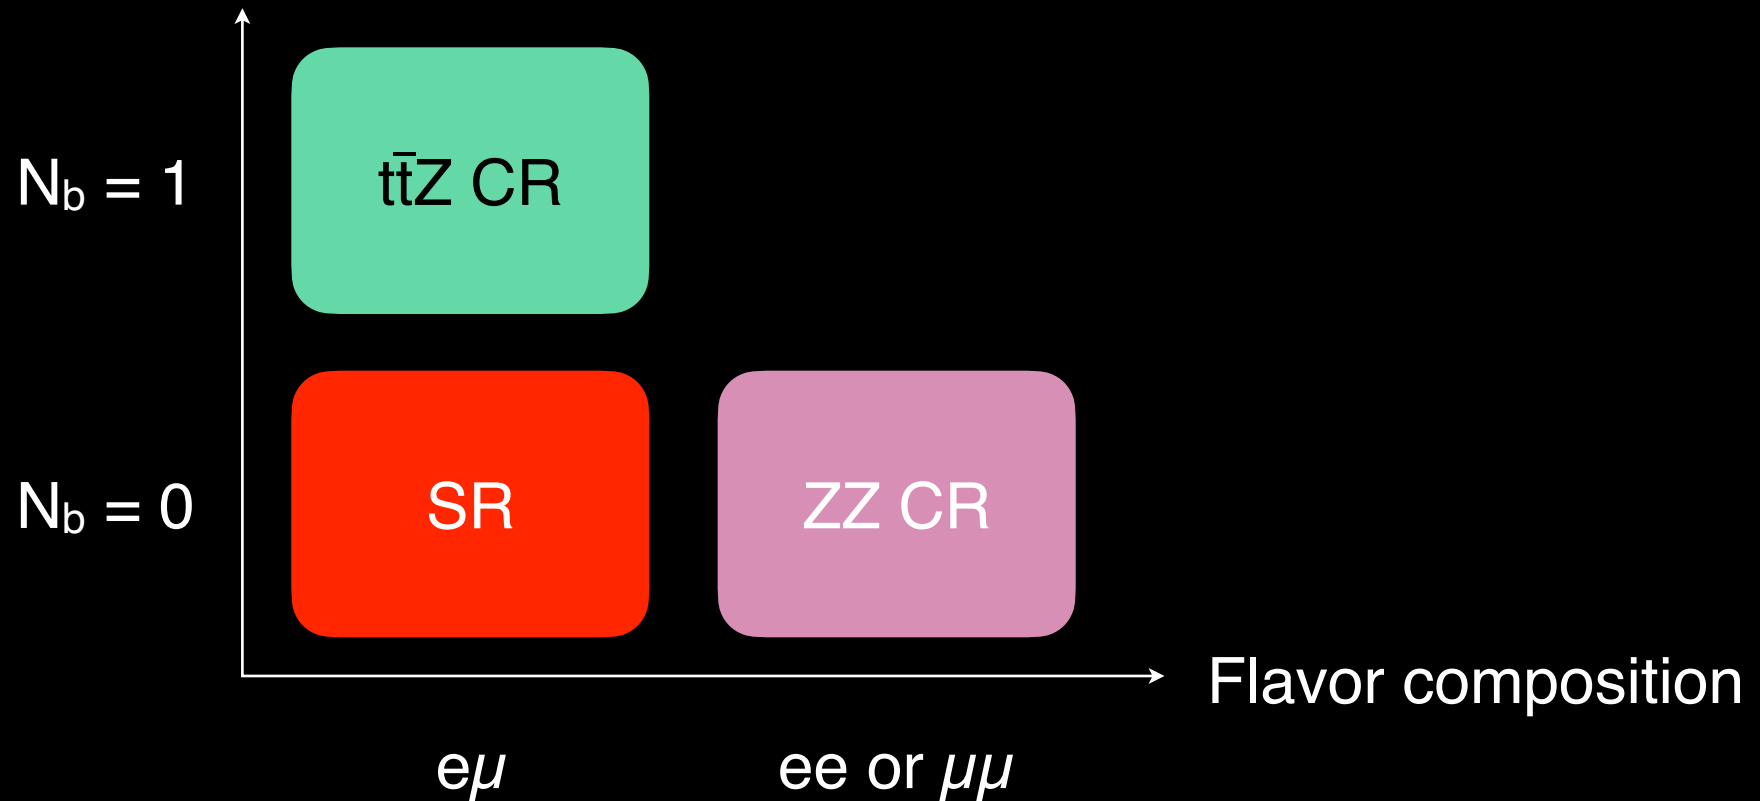 N_b = 1
tt̄Z CR
N_b = 0
SR
ZZ CR
Flavor composition
eμ
ee or μμ